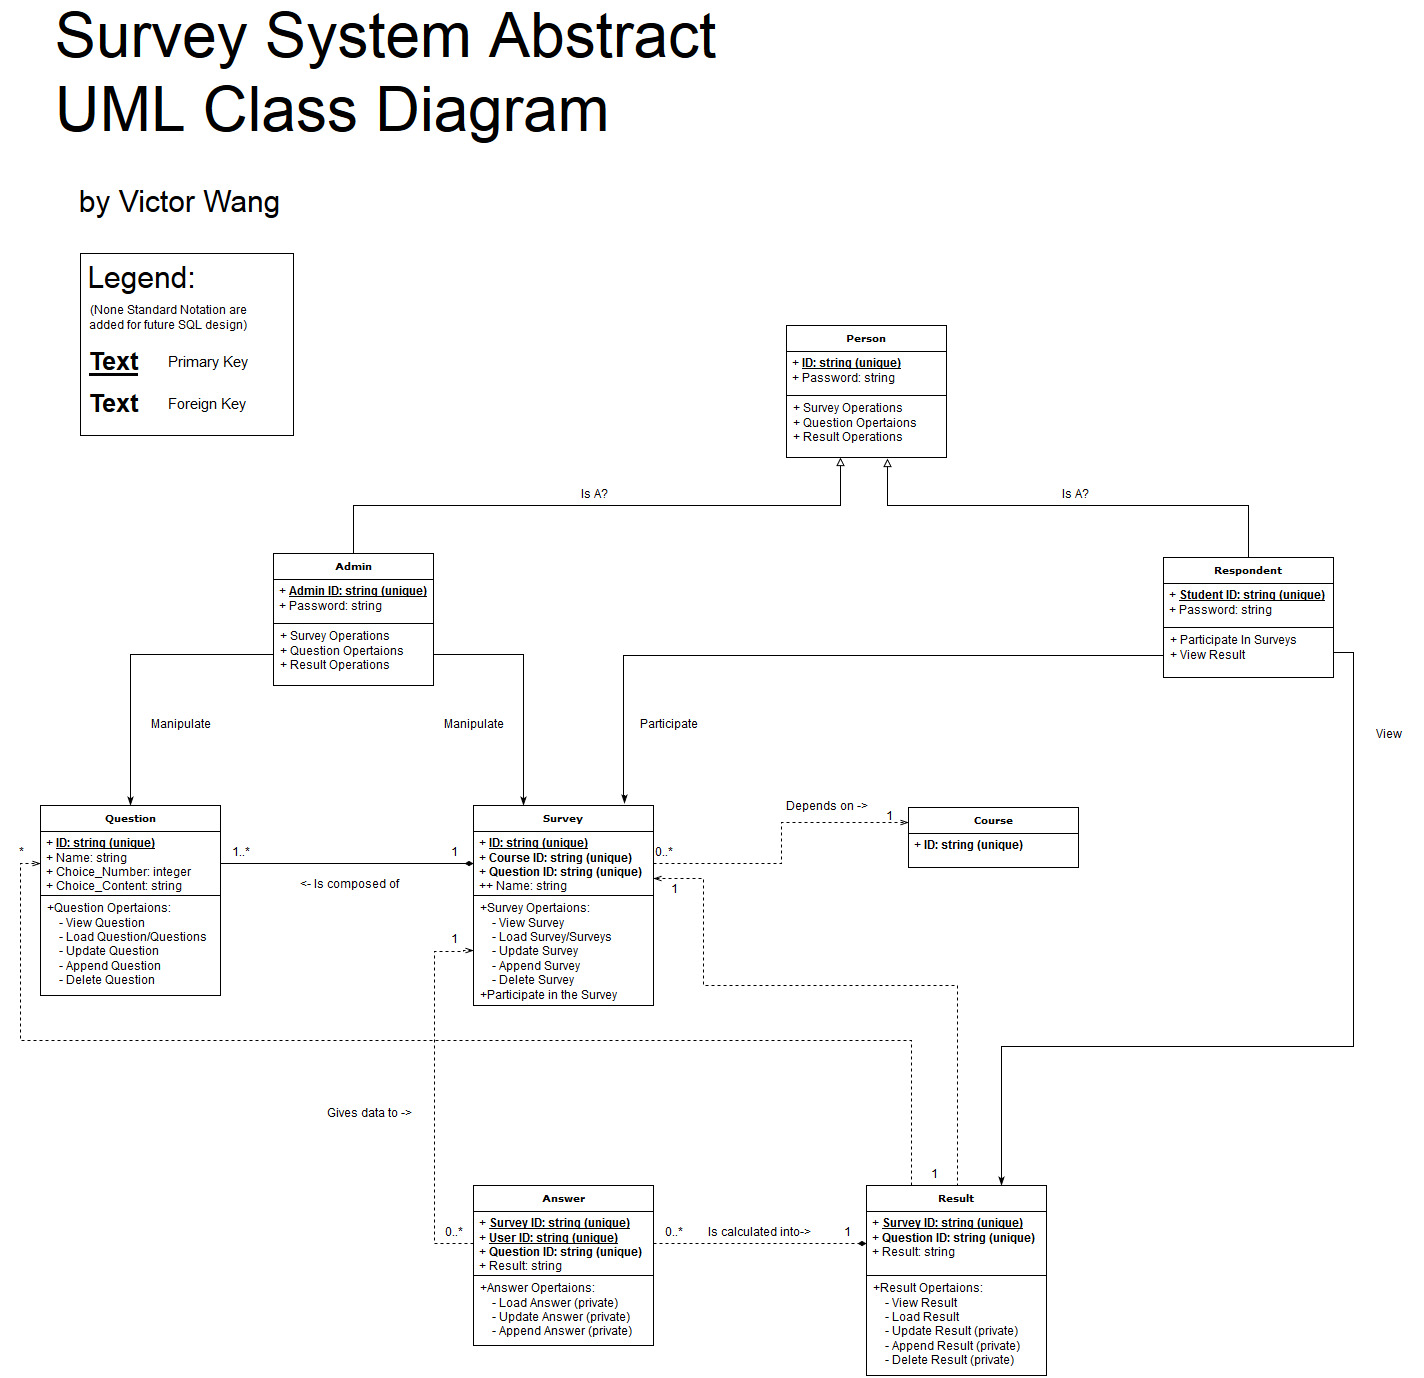 Survey System Abstract
UML Class Diagram
by Victor Wang
Legend:
(None Standard Notation are
added for future SQL design)
Text Primary Key
Text Foreign Key
Person
+ ID: string (unique)
+ Password: string
+ Survey Operations
+ Question Opertaions
+ Result Operations
Is A?
Is A?
Admin
+ Admin ID: string (unique)
+ Password: string
+ Survey Operations
+ Question Opertaions
+ Result Operations
Respondent
+ Student ID: string (unique)
+ Password: string
+ Participate In Surveys
+ View Result
Manipulate
Manipulate
Participate
View
Question
+ ID: string (unique)
+ Name: string
+ Choice_Number: integer
+ Choice_Content: string
+Question Opertaions:
- View Question
- Load Question/Questions
- Update Question
- Append Question
- Delete Question
*
1..*
1
<- Is composed of
Survey
+ ID: string (unique)
+ Course ID: string (unique)
+ Question ID: string (unique)
++ Name: string
+Survey Opertaions:
- View Survey
- Load Survey/Surveys
- Update Survey
- Append Survey
- Delete Survey
+Participate in the Survey
0..*
Depends on ->
1
Course
+ ID: string (unique)
1
1
Gives data to ->
1
0..*
Answer
+ Survey ID: string (unique)
+ User ID: string (unique)
+ Question ID: string (unique)
+ Result: string
+Answer Opertaions:
- Load Answer (private)
- Update Answer (private)
- Append Answer (private)
0..*
Is calculated into->
1
Result
+ Survey ID: string (unique)
+ Question ID: string (unique)
+ Result: string
+Result Opertaions:
- View Result
- Load Result
- Update Result (private)
- Append Result (private)
- Delete Result (private)